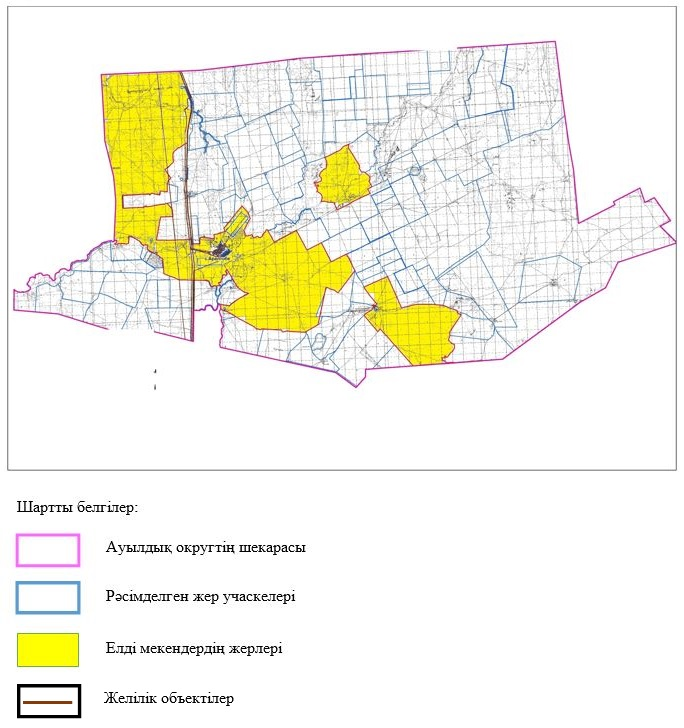 Шартты белгілер:
Ауылдық округтің шекарасы
Рәсімделген жер учаскелері
Елді мекендердің жерлері
Желілік объектілер